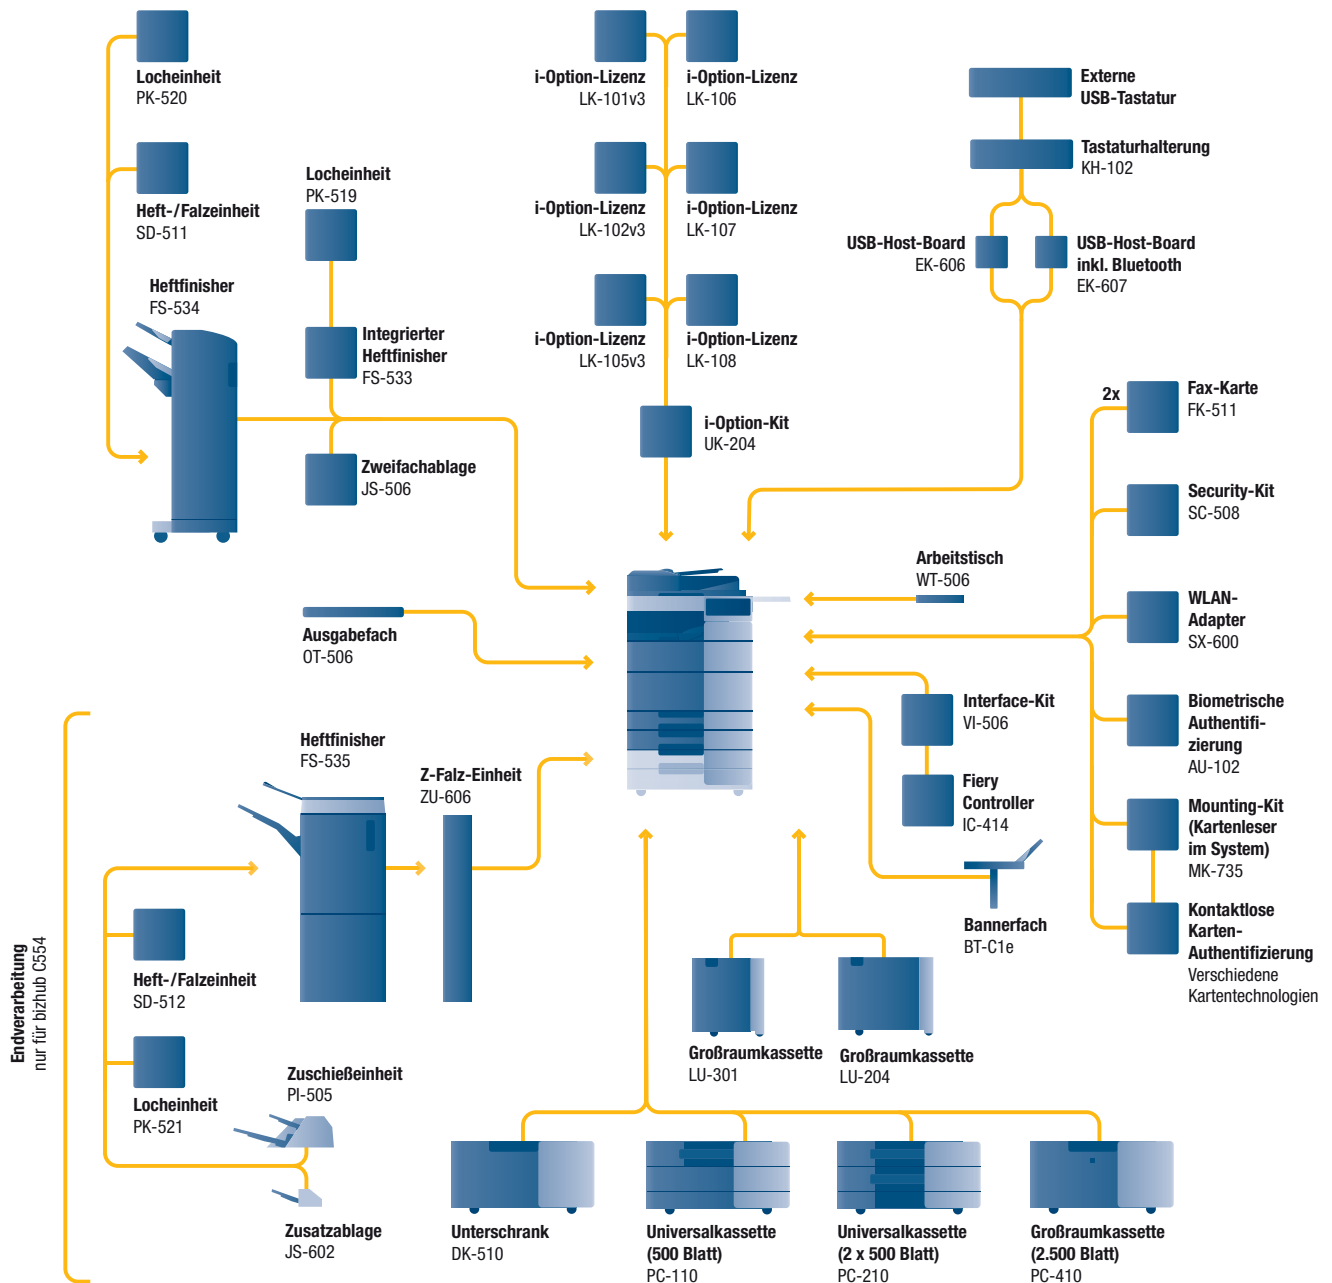 Locheinheit
PK-520
Heft-/Falzeinheit
SD-511
Heftfinisher
FS-534
Locheinheit
PK-519
Integrierter
Heftfinisher
FS-533
Zweifachablage
JS-506
i-Option-Lizenz
LK-101v3
i-Option-Lizenz
LK-106
i-Option-Lizenz
LK-102v3
i-Option-Lizenz
LK-107
i-Option-Lizenz
LK-105v3
i-Option-Lizenz
LK-108
i-Option-Kit
UK-204
Externe
USB-Tastatur
Tastaturhalterung
KH-102
USB-Host-Board
EK-606
USB-Host-Board
inkl. Bluetooth
EK-607
2x
Fax-Karte
FK-511
Security-Kit
SC-508
WLAN-
Adapter
SX-600
Biometrische
Authentifi-
zierung
AU-102
Mounting-Kit
(Kartenleser
im System)
MK-735
Kontaktlose
Karten-
Authentifizierung
Verschiedene
Kartentechnologien
Arbeitstisch
WT-506
Interface-Kit
VI-506
Fiery
Controller
IC-414
Bannerfach
BT-C1e
Ausgabefach
OT-506
Endverarbeitung
nur für bizhub C554
Heftfinisher
FS-535
Z-Falz-Einheit
ZU-606
Heft-/Falzeinheit
SD-512
Locheinheit
PK-521
Zuschießeinheit
PI-505
Zusatzablage
JS-602
Großraumkassette
LU-301
Großraumkassette
LU-204
Unterschrank
DK-510
Universalkassette
(500 Blatt)
PC-110
Universalkassette
(2 x 500 Blatt)
PC-210
Großraumkassette
(2.500 Blatt)
PC-410